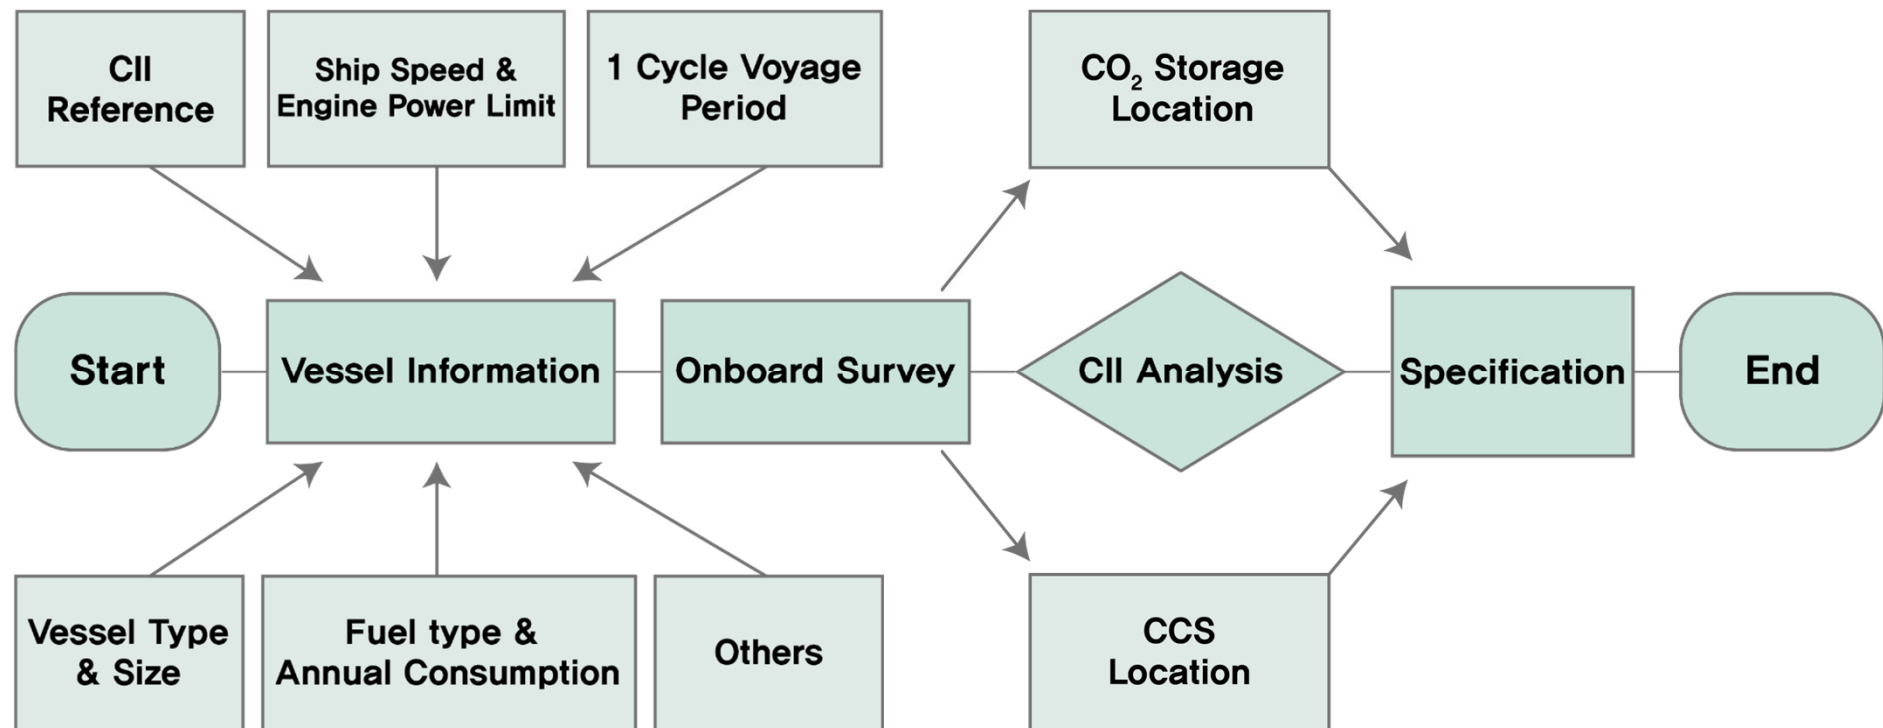 CII
Reference
Ship Speed &
Engine Power Limit
1 Cycle Voyage
Period
CO₂ Storage
Location
Start
Vessel Information
Onboard Survey
CII Analysis
Specification
End
Vessel Type
& Size
Fuel type &
Annual Consumption
Others
CCS
Location